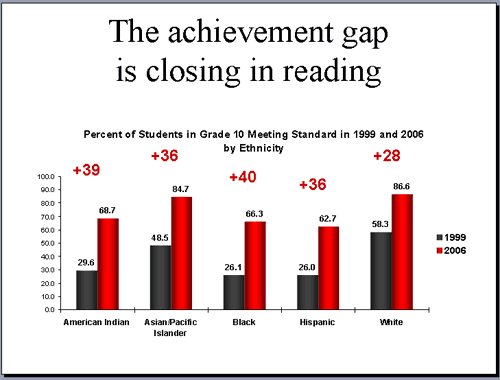 The achievement gap
is closing in reading
Percent of Students in Grade 10 Meeting Standard in 1999 and 2006
by Ethnicity
+39
+36
+40
+36
+28
100.0
90.0
80.0
70.0
60.0
50.0
40.0
30.0
20.0
10.0
0.0
29.6
68.7
48.5
84.7
26.1
66.3
26.0
62.7
58.3
86.6
1999
2006
American Indian
Asian/Pacific
Islander
Black
Hispanic
White